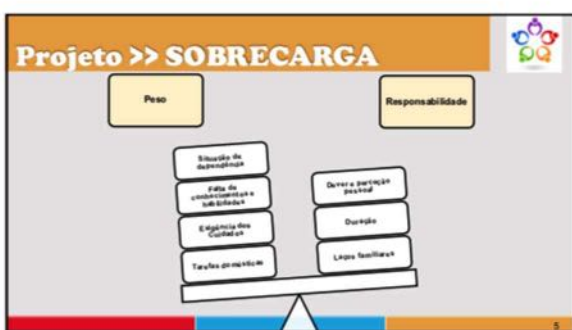 Projeto >> SOBRECARGA
Peso
Responsabilidade
Situação de
dependência
Falta de
conhecimentos e
habilidades
Exigência dos
Cuidados
Tarefas domésticas
Dever e perceção
pessoal
Duração
Laços familiares
5